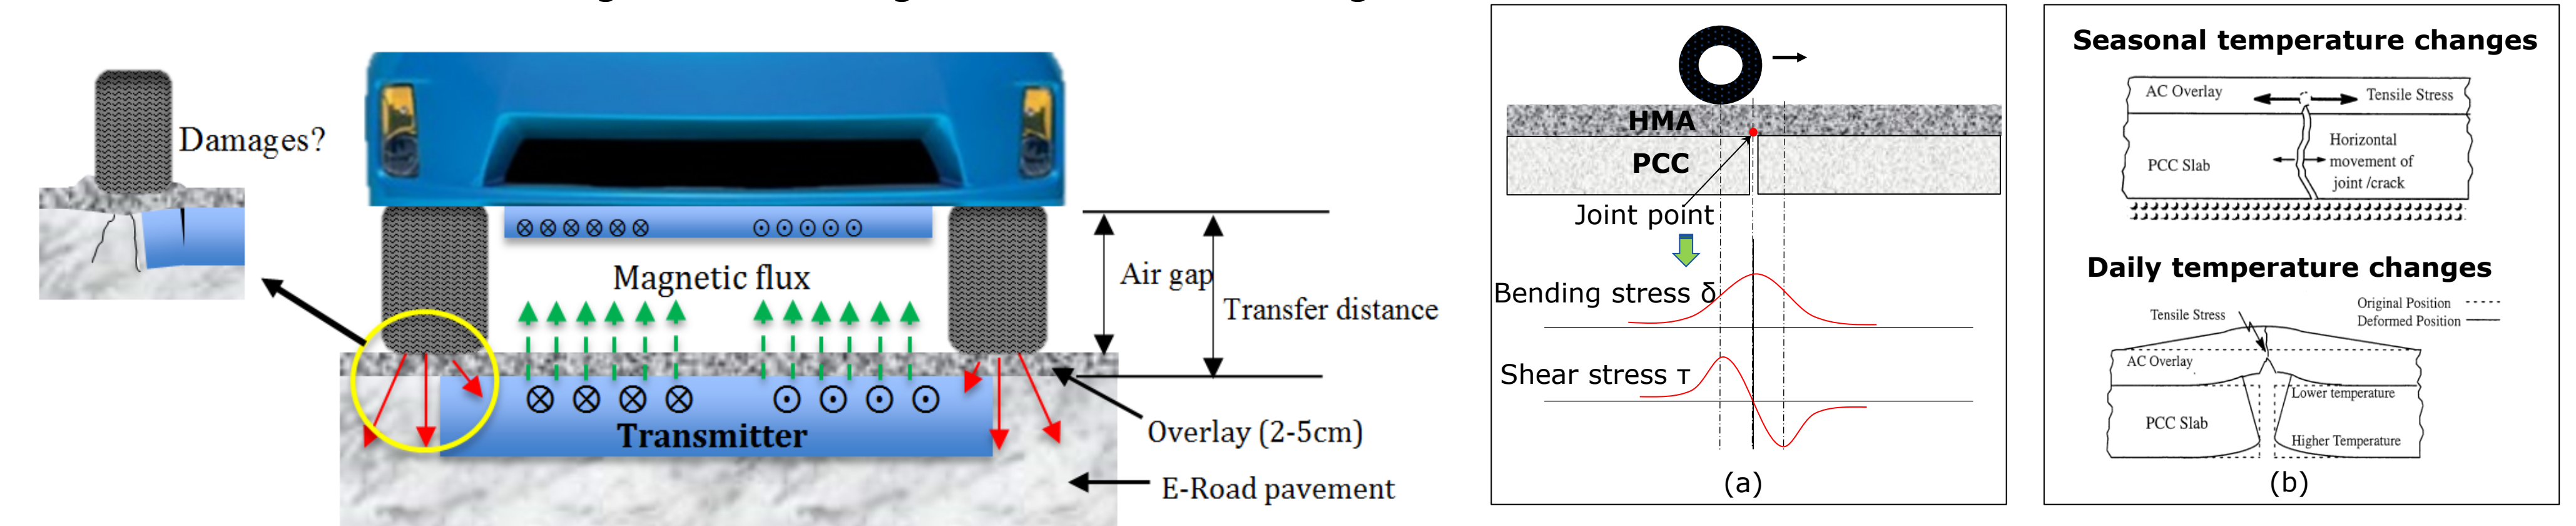 Damages?
Magnetic flux
Air gap
Transfer distance
Transmitter
Overlay (2-5cm)
E-Road pavement
HMA
PCC
Joint point
Bending stress δ
Shear stress τ
(a)
Seasonal temperature changes
AC Overlay
Tensile Stress
PCC Slab
Horizontal
movement of
joint /crack
Daily temperature changes
Original Position
Deformed Position
Tensile Stress
AC Overlay
Lower temperature
PCC Slab
Higher Temperature
(b)